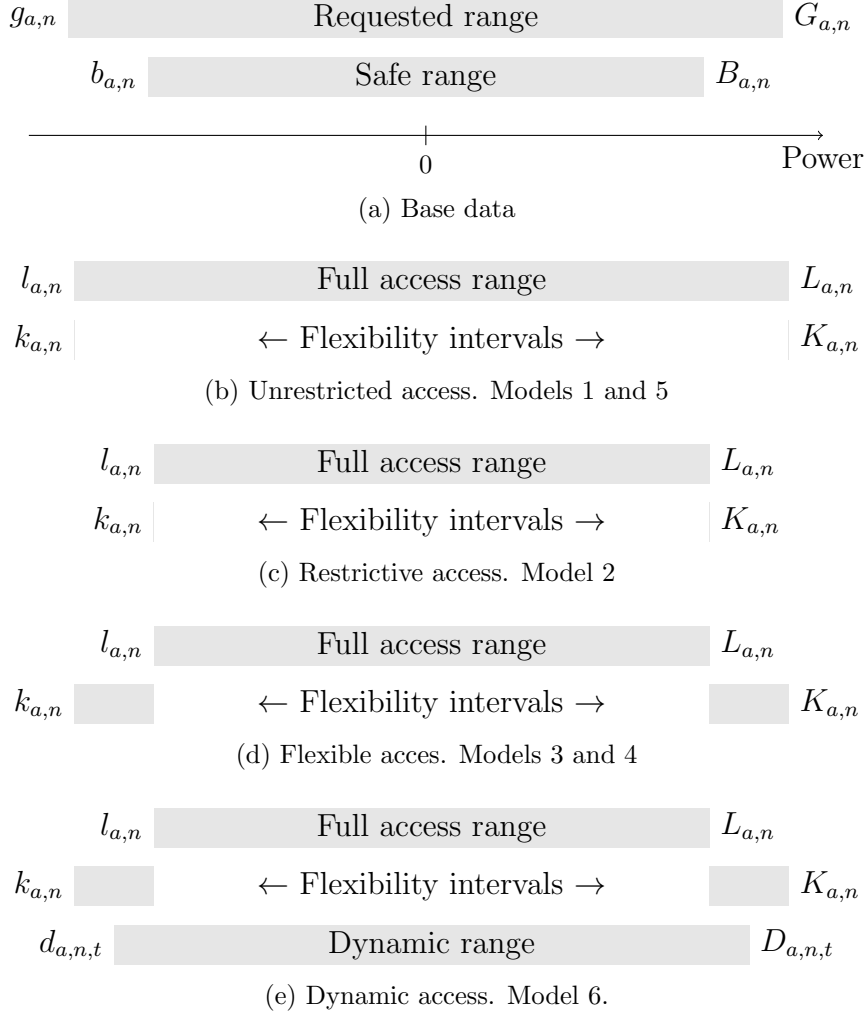 g_{a,n} Requested range G_{a,n}
b_{a,n} Safe range B_{a,n}
0
Power
(a) Base data
l_{a,n} Full access range L_{a,n}
k_{a,n} ← Flexibility intervals → K_{a,n}
(b) Unrestricted access. Models 1 and 5
l_{a,n} Full access range L_{a,n}
k_{a,n} ← Flexibility intervals → K_{a,n}
(c) Restrictive access. Model 2
l_{a,n} Full access range L_{a,n}
k_{a,n} ← Flexibility intervals → K_{a,n}
(d) Flexible acces. Models 3 and 4
l_{a,n} Full access range L_{a,n}
k_{a,n} ← Flexibility intervals → K_{a,n}
d_{a,n,t} Dynamic range D_{a,n,t}
(e) Dynamic access. Model 6.